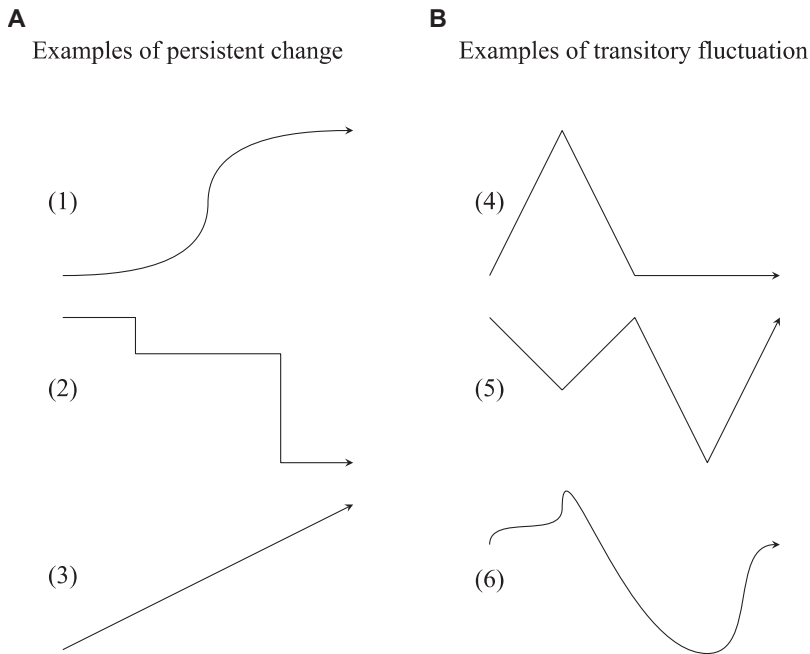 A
Examples of persistent change
(1)
(2)
(3)
B
Examples of transitory fluctuation
(4)
(5)
(6)